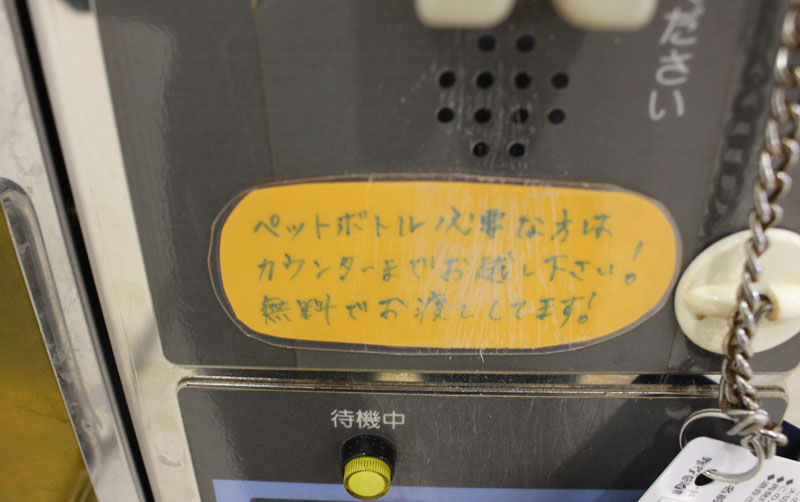 ださい
ペットボトル必要な方は
カウンターまでお越し下さい!
無料でお渡ししてます!
待機中